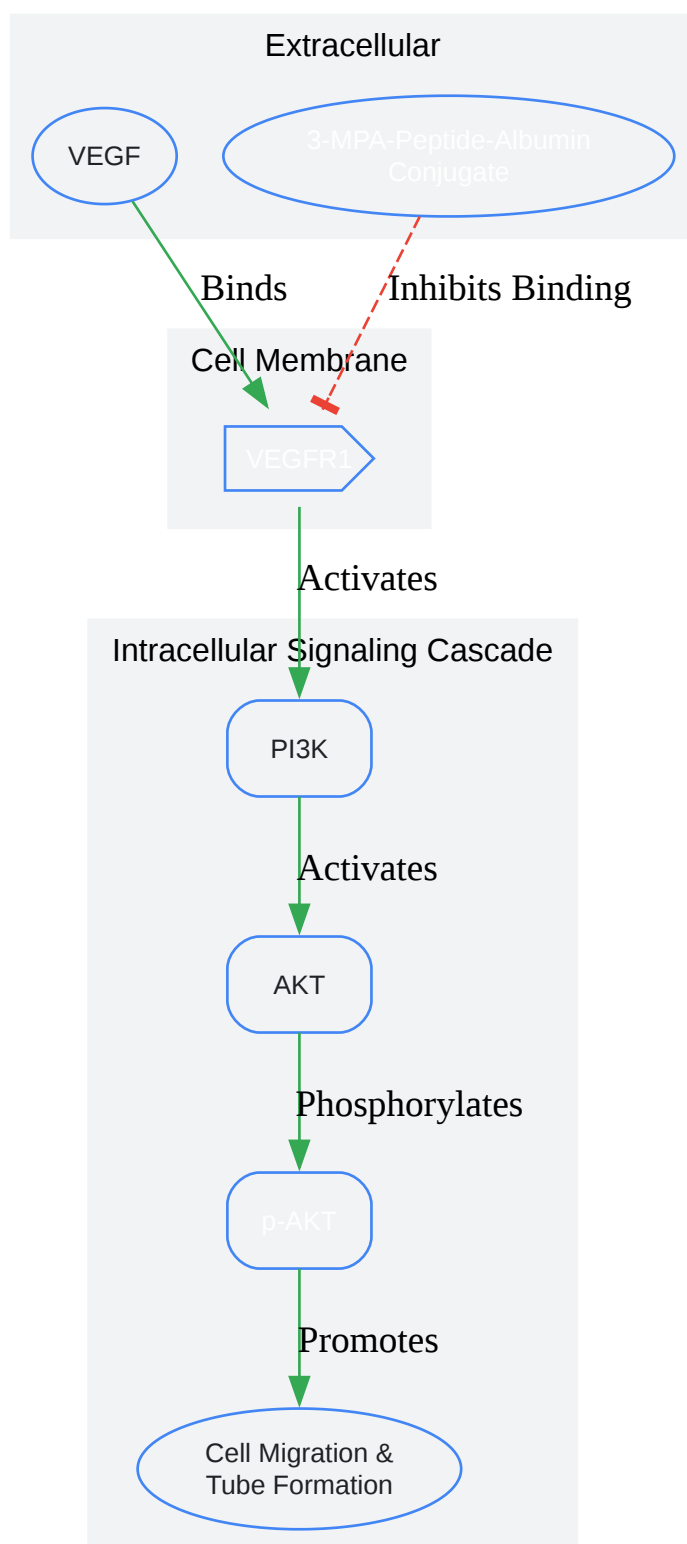 Extracellular
VEGF
3-MPA-Peptide-Albumin
Conjugate
Binds
Inhibits Binding
Cell Membrane
VEGFR1
Activates
Intracellular Signaling Cascade
PI3K
Activates
AKT
Phosphorylates
p-AKT
Promotes
Cell Migration &
Tube Formation